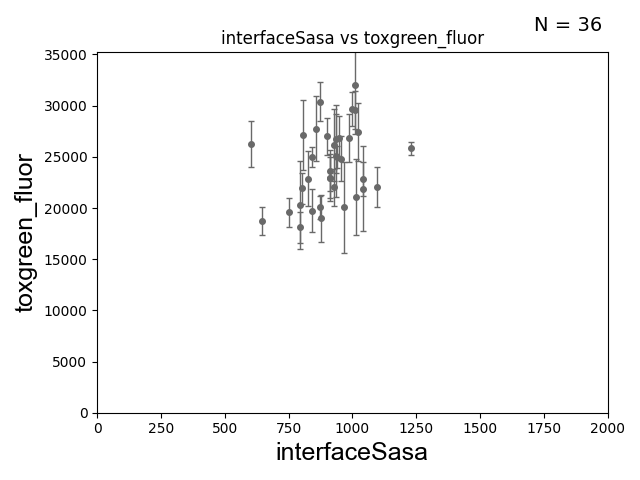 N = 36
interfaceSasa vs toxgreen_fluor
35000
30000
25000
20000
15000
10000
5000
0
toxgreen_fluor
0 250 500 750 1000 1250 1500 1750 2000
interfaceSasa